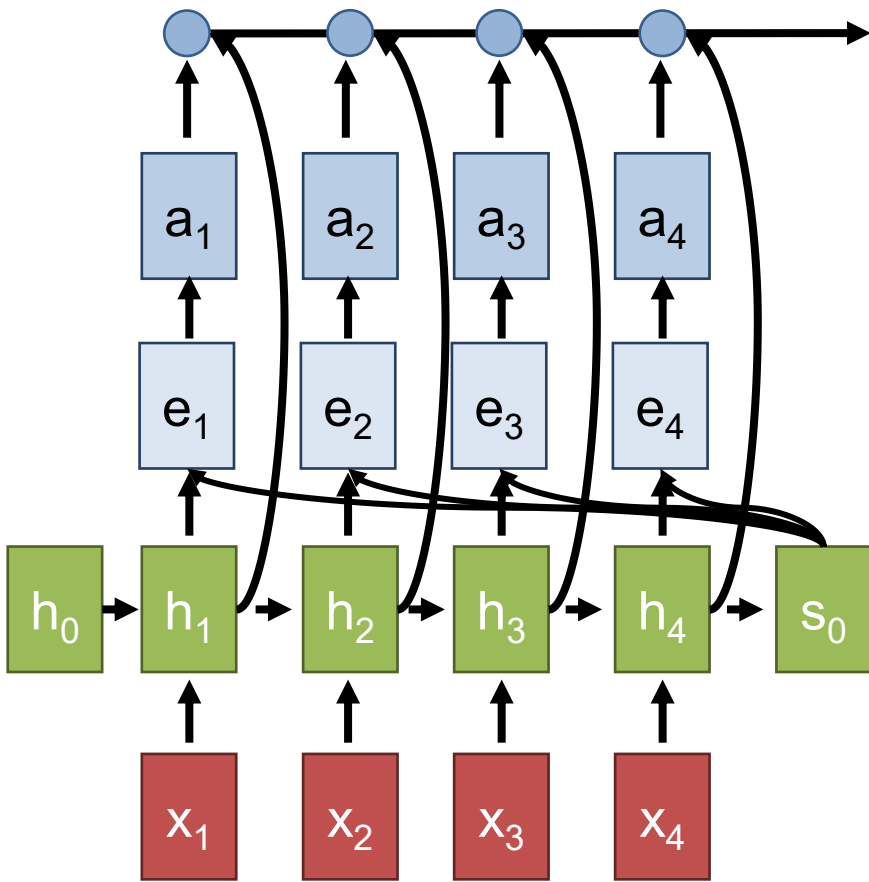 a₁ a₂ a₃ a₄
e₁ e₂ e₃ e₄
h₀ h₁ h₂ h₃ h₄ s₀
x₁ x₂ x₃ x₄